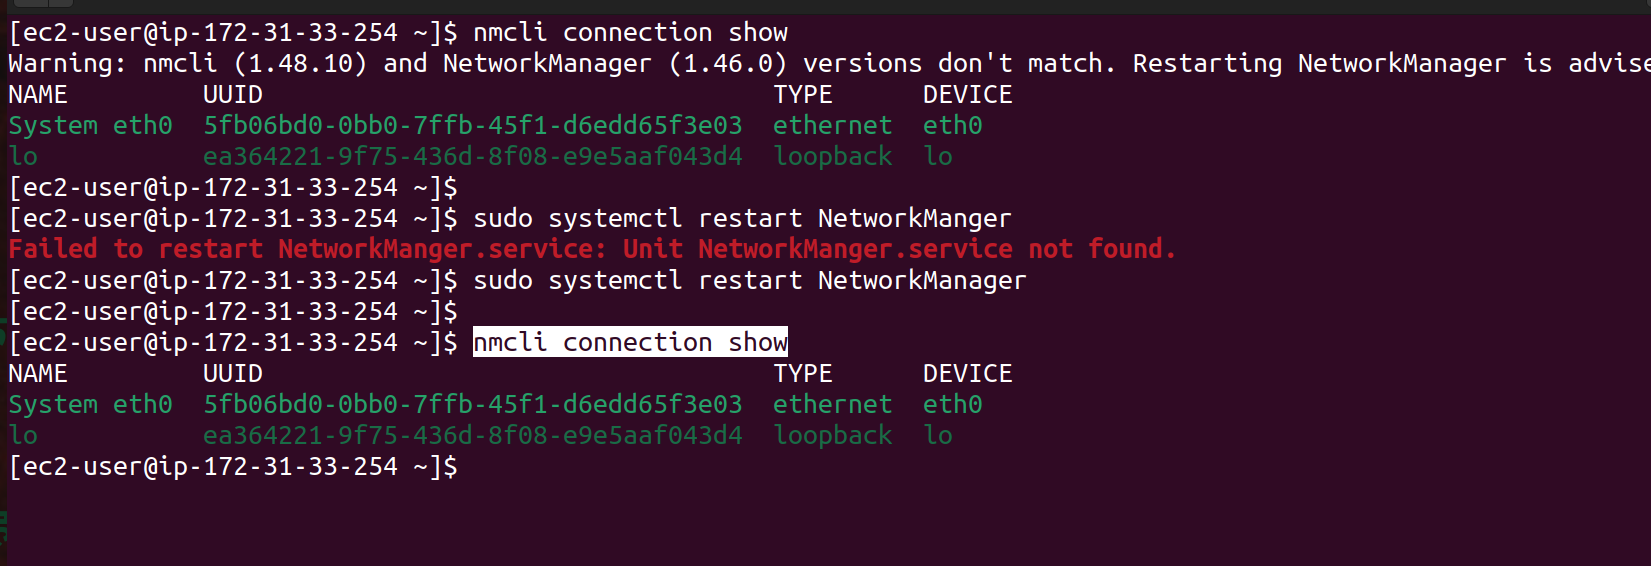 [ec2-user@ip-172-31-33-254 ~]$ nmcli connection show
Warning: nmcli (1.48.10) and NetworkManager (1.46.0) versions don't match. Restarting NetworkManager is advise
NAME         UUID                                  TYPE      DEVICE
System eth0  5fb06bd0-0bb0-7ffb-45f1-d6edd65f3e03  ethernet  eth0
lo           ea364221-9f75-436d-8f08-e9e5aaf043d4  loopback  lo
[ec2-user@ip-172-31-33-254 ~]$
[ec2-user@ip-172-31-33-254 ~]$ sudo systemctl restart NetworkManger
Failed to restart NetworkManger.service: Unit NetworkManger.service not found.
[ec2-user@ip-172-31-33-254 ~]$ sudo systemctl restart NetworkManager
[ec2-user@ip-172-31-33-254 ~]$
[ec2-user@ip-172-31-33-254 ~]$ nmcli connection show
NAME         UUID                                  TYPE      DEVICE
System eth0  5fb06bd0-0bb0-7ffb-45f1-d6edd65f3e03  ethernet  eth0
lo           ea364221-9f75-436d-8f08-e9e5aaf043d4  loopback  lo
[ec2-user@ip-172-31-33-254 ~]$